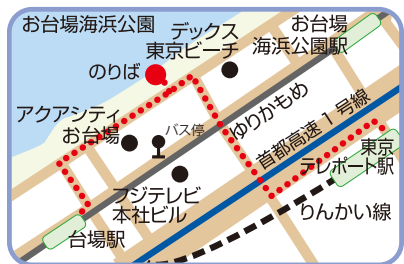 お台場海浜公園
デックス
東京ビーチ
お台場
海浜公園駅
のりば
アクアシティ
お台場
バス停
ゆりかもめ
首都高速1号線
東京
テレポート駅
フジテレビ
本社ビル
りんかい線
台場駅